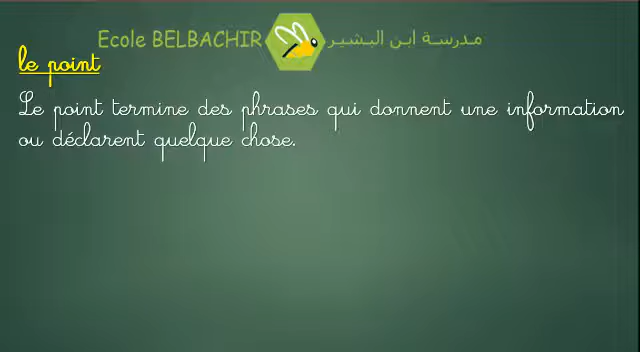 Ecole BELBACHIR مدرسة ابن البشير
le point
Le point termine des phrases qui donnent une information
ou déclarent quelque chose.